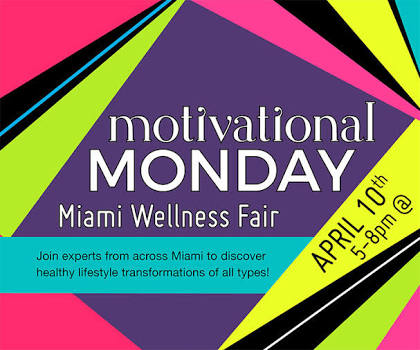 motivational
MONDAY
Miami Wellness Fair
Join experts from across Miami to discover
healthy lifestyle transformations of all types!
APRIL 10th
5-8pm @